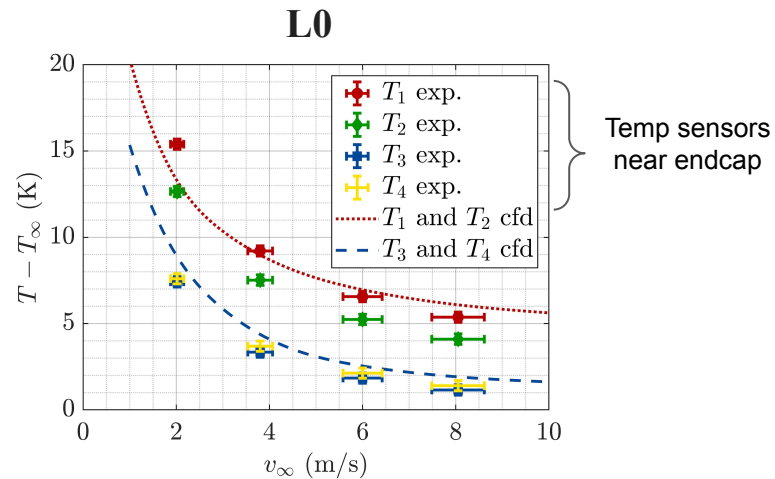 L0
20
15
10
5
0
T − T∞ (K)
0 2 4 6 8 10
v∞ (m/s)
T₁ exp.
T₂ exp.
T₃ exp.
T₄ exp.
T₁ and T₂ cfd
T₃ and T₄ cfd
Temp sensors
near endcap